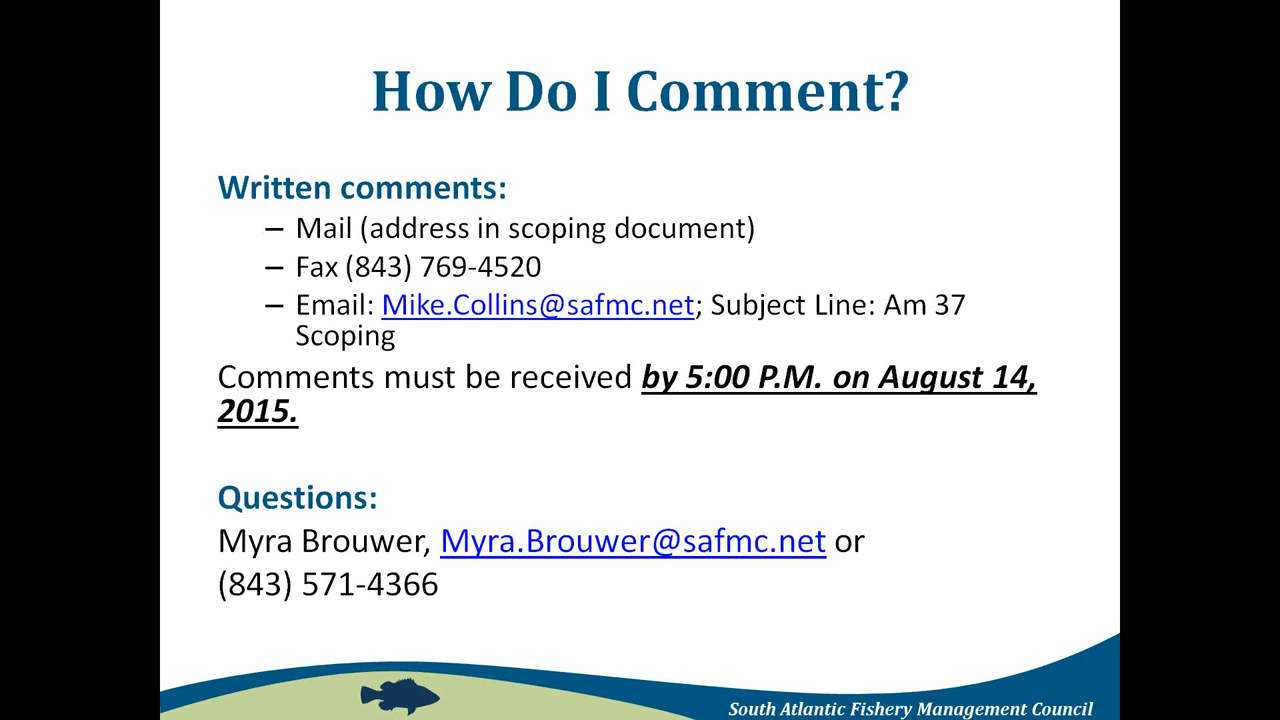 How Do I Comment?
Written comments:
– Mail (address in scoping document)
– Fax (843) 769-4520
– Email: Mike.Collins@safmc.net; Subject Line: Am 37
Scoping
Comments must be received by 5:00 P.M. on August 14,
2015.
Questions:
Myra Brouwer, Myra.Brouwer@safmc.net or
(843) 571-4366
South Atlantic Fishery Management Council